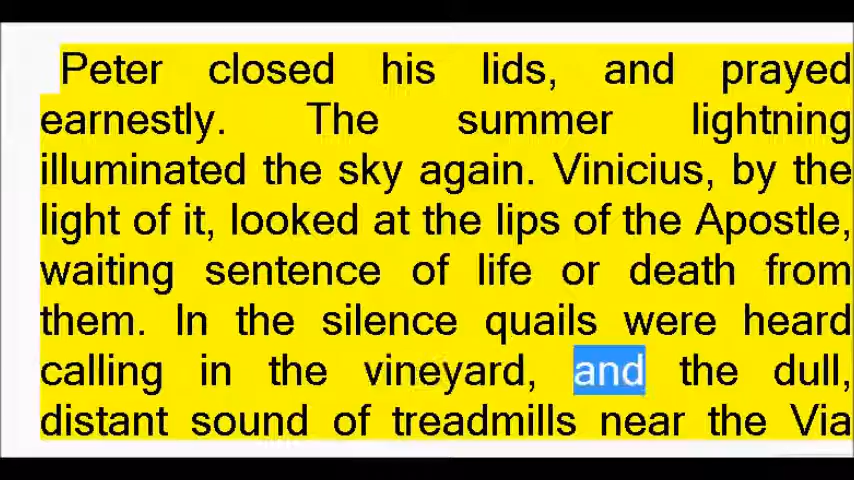 Peter closed his lids, and prayed
earnestly. The summer lightning
illuminated the sky again. Vinicius, by the
light of it, looked at the lips of the Apostle,
waiting sentence of life or death from
them. In the silence quails were heard
calling in the vineyard, and the dull,
distant sound of treadmills near the Via